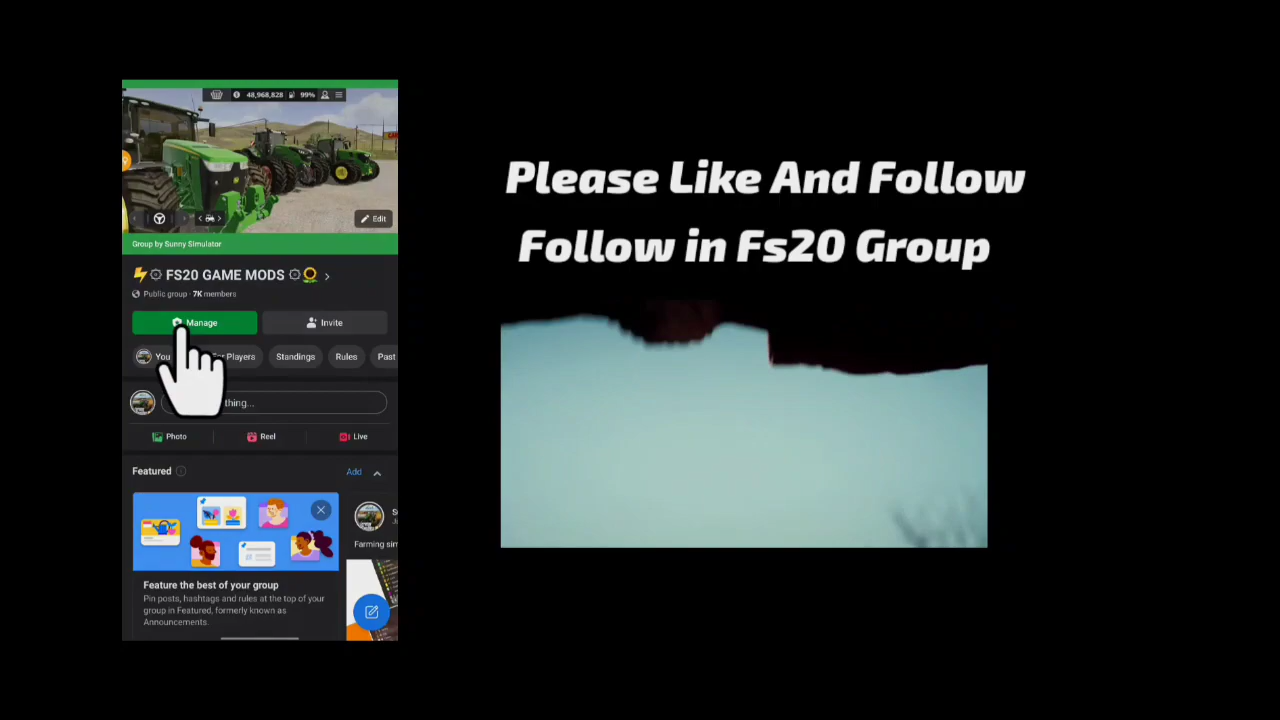 48,968,828 99%
Edit
Group by Sunny Simulator
FS20 GAME MODS
Public group · 7K members
Manage Invite
You Players Standings Rules Past
thing...
Photo Reel Live
Featured Add
Farming sim
Feature the best of your group
Pin posts, hashtags and rules at the top of your
group in Featured, formerly known as
Announcements.
Please Like And Follow
Follow in Fs20 Group